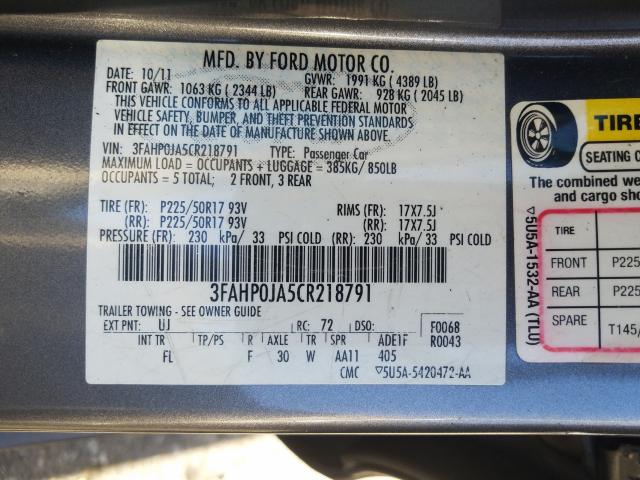 MFD. BY FORD MOTOR CO.
DATE: 10/11 GVWR: 1991 KG ( 4389 LB)
FRONT GAWR: 1063 KG ( 2344 LB) REAR GAWR: 928 KG ( 2045 LB)
THIS VEHICLE CONFORMS TO ALL APPLICABLE FEDERAL MOTOR
VEHICLE SAFETY, BUMPER, AND THEFT PREVENTION STANDARDS
IN EFFECT ON THE DATE OF MANUFACTURE SHOWN ABOVE.
VIN: 3FAHP0JA5CR218791 TYPE: Passenger Car
MAXIMUM LOAD = OCCUPANTS + LUGGAGE = 385KG/ 850LB
OCCUPANTS = 5 TOTAL; 2 FRONT, 3 REAR
TIRE (FR): P225/50R17 93V RIMS (FR): 17X7.5J
(RR): P225/50R17 93V (RR): 17X7.5J
PRESSURE (FR): 230 kPa/ 33 PSI COLD (RR): 230 kPa/ 33 PSI COLD
3FAHP0JA5CR218791
TRAILER TOWING - SEE OWNER GUIDE
EXT PNT: UJ RC: 72 DSO: F0068
INT TR TP/PS R AXLE TR SPR ADE1F R0043
FL F 30 W AA11 405
CMC ▽5U5A-5420472-AA
TIRE
SEATING
The combined
and cargo
▽5U5A-1532-AA (TLU)
TIRE
FRONT P225
REAR P225
SPARE T145/